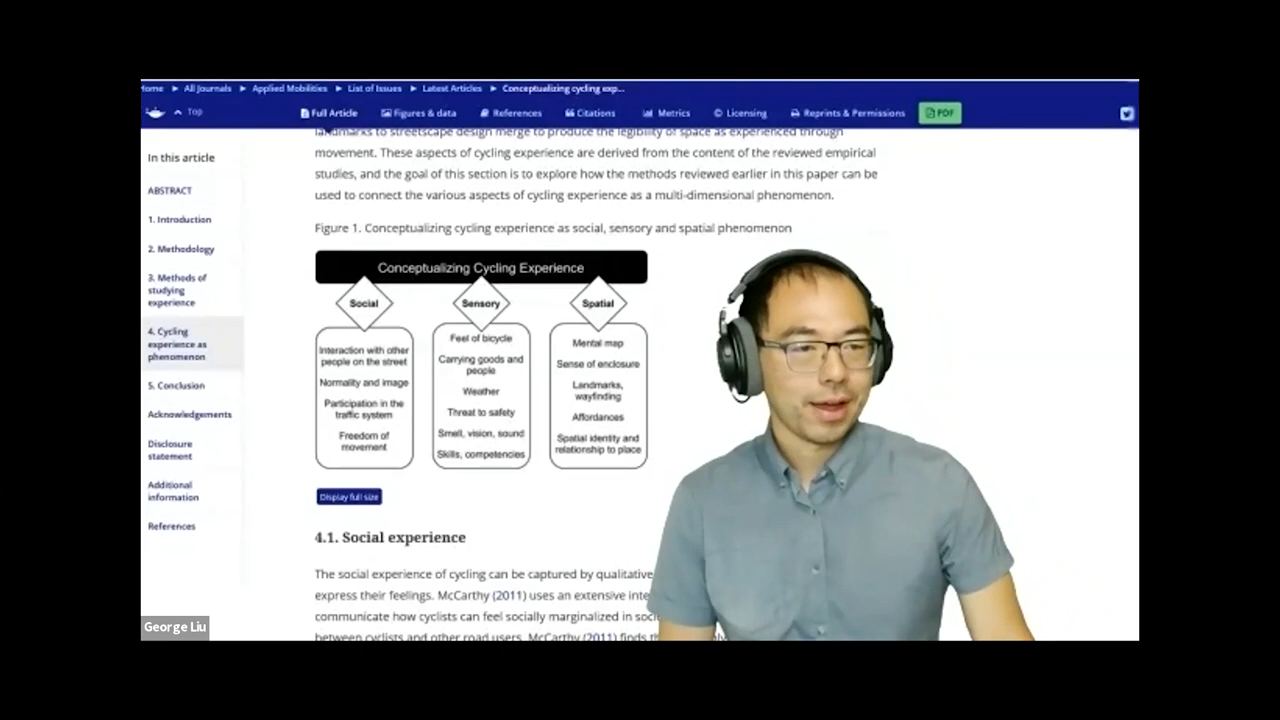 Home ▶ All Journals ▶ Applied Mobilities ▶ List of Issues ▶ Latest Articles ▶ Conceptualizing cycling exp...
Top
Full Article Figures & data References Citations Metrics Licensing Reprints & Permissions PDF
In this article
ABSTRACT
1. Introduction
2. Methodology
3. Methods of
studying
experience
4. Cycling
experience as
phenomenon
5. Conclusion
Acknowledgements
Disclosure
statement
Additional
information
References
landmarks to streetscape design merge to produce the legibility of space as experienced through
movement. These aspects of cycling experience are derived from the content of the reviewed empirical
studies, and the goal of this section is to explore how the methods reviewed earlier in this paper can be
used to connect the various aspects of cycling experience as a multi-dimensional phenomenon.
Figure 1. Conceptualizing cycling experience as social, sensory and spatial phenomenon
Conceptualizing Cycling Experience
Social
Interaction with other
people on the street
Normality and image
Participation in the
traffic system
Freedom of
movement
Sensory
Feel of bicycle
Carrying goods and
people
Weather
Threat to safety
Smell, vision, sound
Skills, competencies
Spatial
Mental map
Sense of enclosure
Landmarks,
wayfinding
Affordances
Spatial identity and
relationship to place
Display full size
4.1. Social experience
The social experience of cycling can be captured by qualitative
express their feelings. McCarthy (2011) uses an extensive
communicate how cyclists can feel socially marginalized in
between cyclists and other road users. McCarthy (2011) finds
George Liu